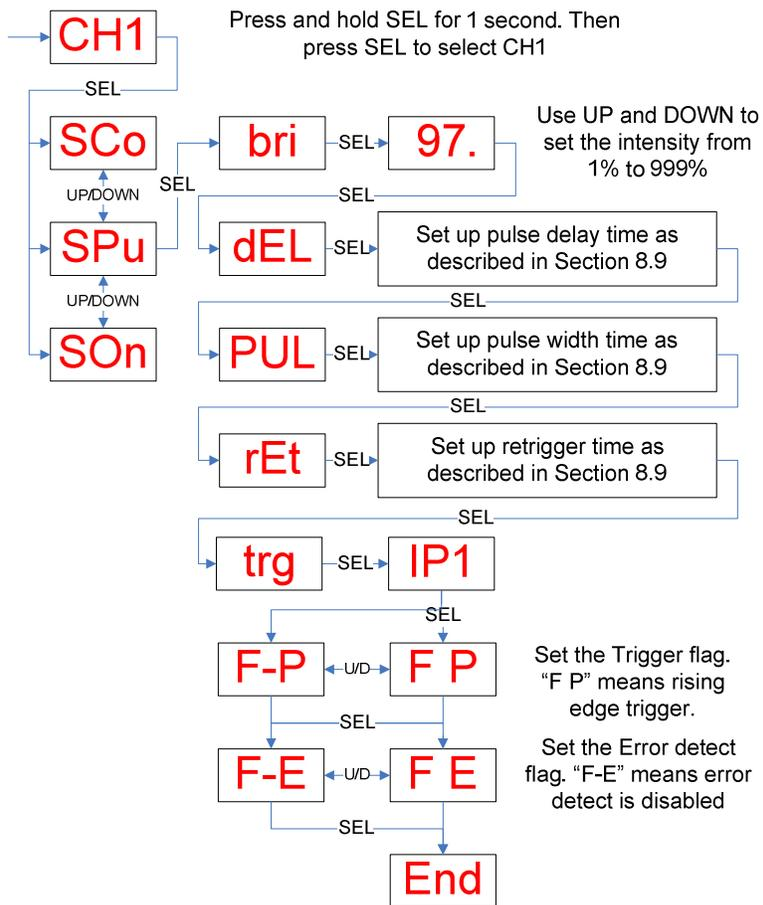 CH1
Press and hold SEL for 1 second. Then
press SEL to select CH1
SEL
SCo
UP/DOWN
SPu
UP/DOWN
SOn
SEL
bri
SEL
97.
Use UP and DOWN to
set the intensity from
1% to 999%
SEL
dEL
SEL
Set up pulse delay time as
described in Section 8.9
SEL
PUL
SEL
Set up pulse width time as
described in Section 8.9
SEL
rEt
SEL
Set up retrigger time as
described in Section 8.9
SEL
trg
SEL
IP1
SEL
F-P
U/D
F P
Set the Trigger flag.
“F P” means rising
edge trigger.
SEL
F-E
U/D
F E
Set the Error detect
flag. “F-E” means error
detect is disabled
SEL
End